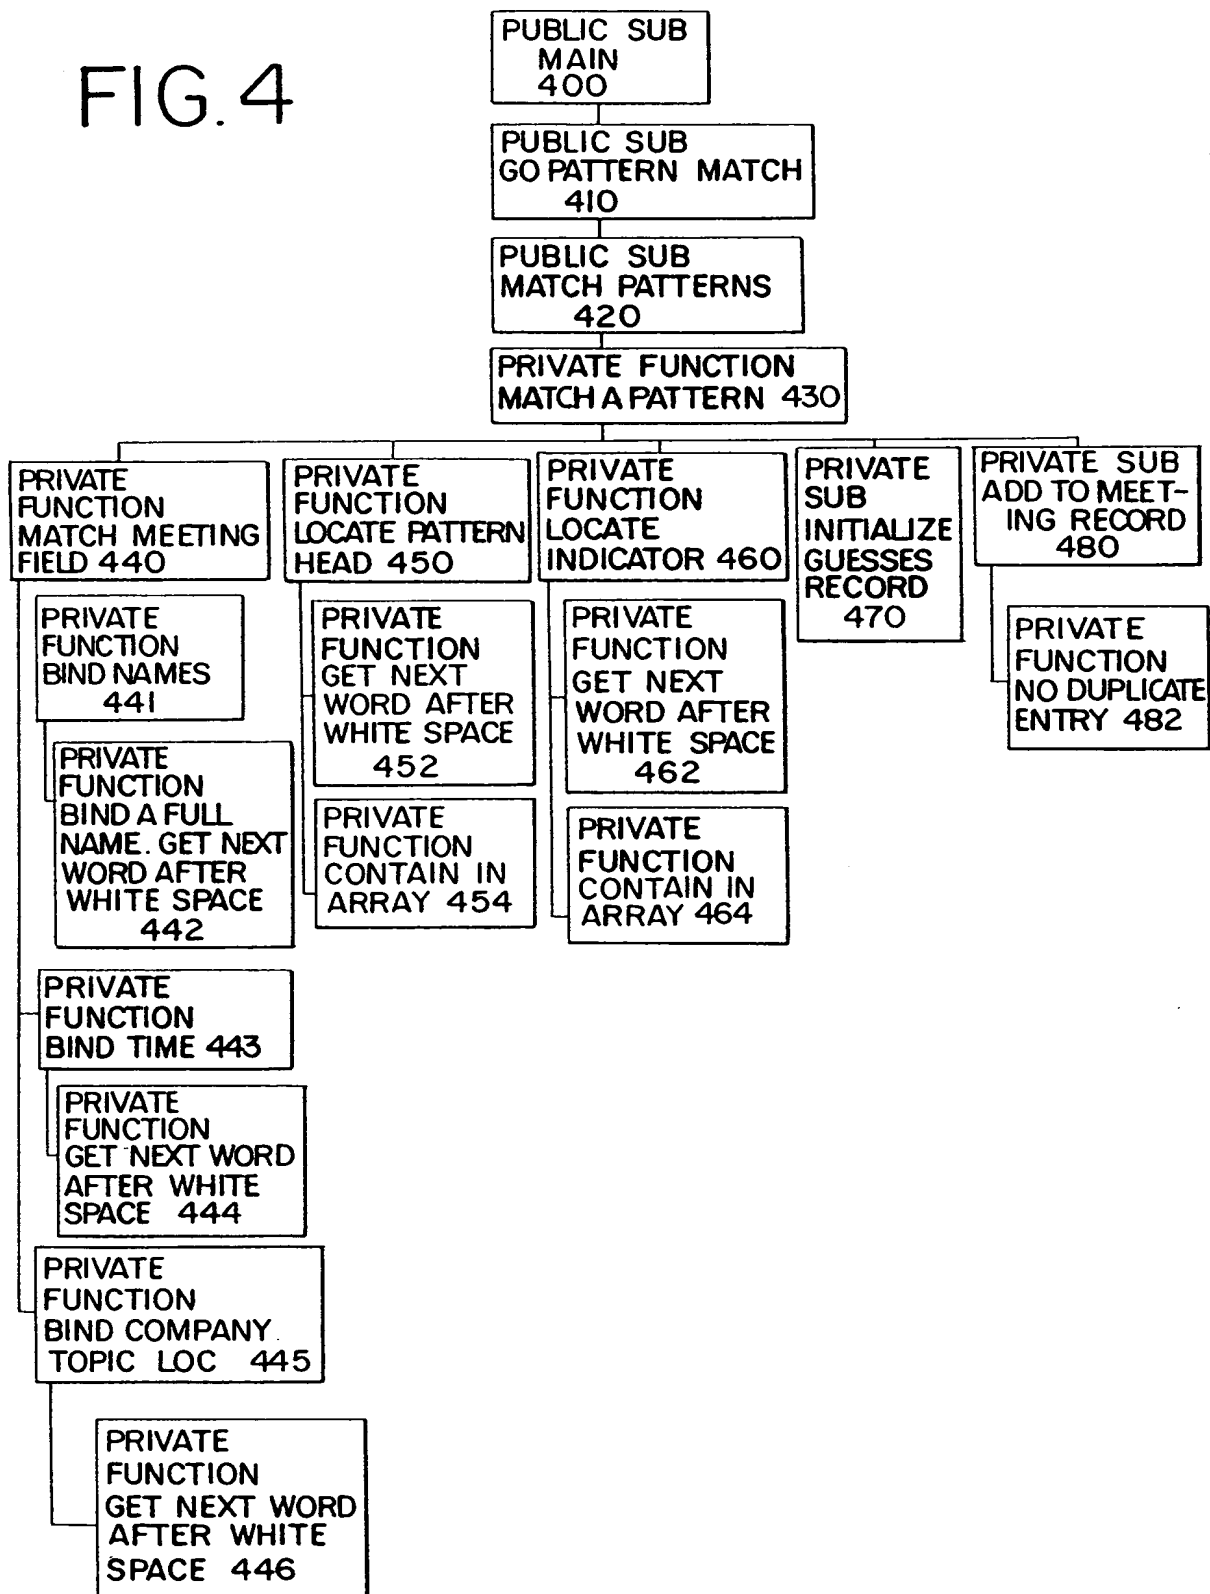 FIG. 4
PUBLIC SUB
MAIN
400
PUBLIC SUB
GO PATTERN MATCH
410
PUBLIC SUB
MATCH PATTERNS
420
PRIVATE FUNCTION
MATCH A PATTERN 430
PRIVATE
FUNCTION
MATCH MEETING
FIELD 440
PRIVATE
FUNCTION
BIND NAMES
441
PRIVATE
FUNCTION
BIND A FULL
NAME. GET NEXT
WORD AFTER
WHITE SPACE
442
PRIVATE
FUNCTION
BIND TIME 443
PRIVATE
FUNCTION
GET NEXT WORD
AFTER WHITE
SPACE 444
PRIVATE
FUNCTION
BIND COMPANY
TOPIC LOC 445
PRIVATE
FUNCTION
GET NEXT WORD
AFTER WHITE
SPACE 446
PRIVATE
FUNCTION
LOCATE PATTERN
HEAD 450
PRIVATE
FUNCTION
GET NEXT
WORD AFTER
WHITE SPACE
452
PRIVATE
FUNCTION
CONTAIN IN
ARRAY 454
PRIVATE
FUNCTION
LOCATE
INDICATOR 460
PRIVATE
FUNCTION
GET NEXT
WORD AFTER
WHITE SPACE
462
PRIVATE
FUNCTION
CONTAIN IN
ARRAY 464
PRIVATE
SUB
INITIALIZE
GUESSES
RECORD
470
PRIVATE SUB
ADD TO MEET-
ING RECORD
480
PRIVATE
FUNCTION
NO DUPLICATE
ENTRY 482